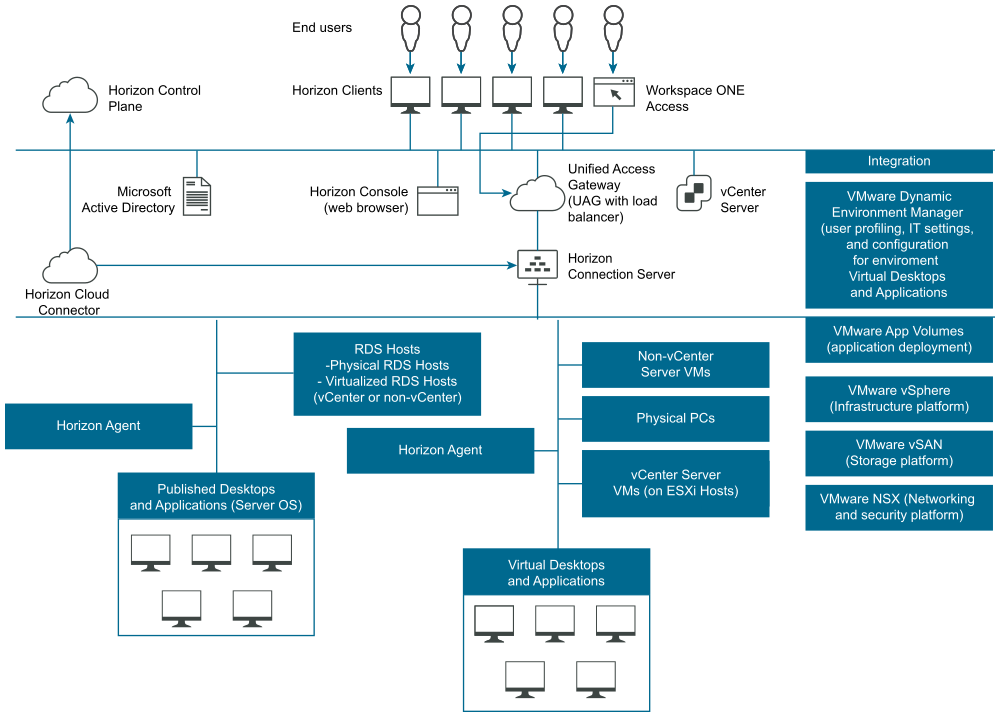 End users
Horizon Clients
Workspace ONE
Access
Horizon Control
Plane
Microsoft
Active Directory
Horizon Console
(web browser)
Unified Access
Gateway
(UAG with load
balancer)
vCenter
Server
Horizon Cloud
Connector
Horizon
Connection Server
Integration
VMware Dynamic
Environment Manager
(user profiling, IT settings,
and configuration
for enviroment
Virtual Desktops
and Applications
VMware App Volumes
(application deployment)
VMware vSphere
(Infrastructure platform)
VMware vSAN
(Storage platform)
VMware NSX (Networking
and security platform)
RDS Hosts
-Physical RDS Hosts
- Virtualized RDS Hosts
(vCenter or non-vCenter)
Horizon Agent
Published Desktops
and Applications (Server OS)
Non-vCenter
Server VMs
Physical PCs
Horizon Agent
vCenter Server
VMs (on ESXi Hosts)
Virtual Desktops
and Applications